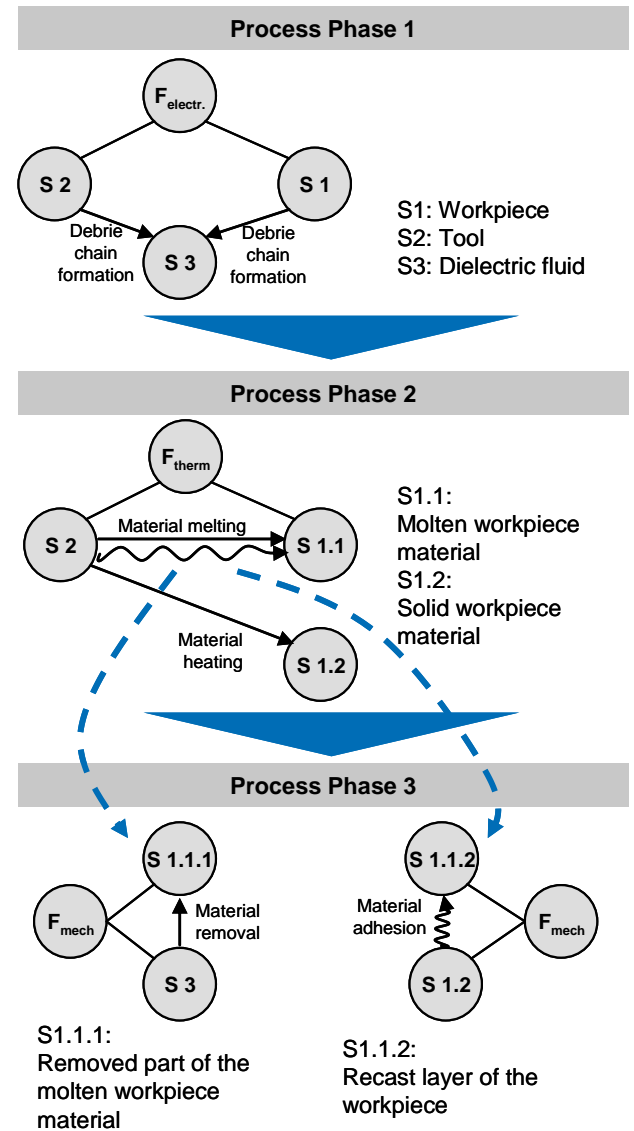 Process Phase 1
F electr.
S 2
S 1
Debrie
chain
formation
Debrie
chain
formation
S 3
S1: Workpiece
S2: Tool
S3: Dielectric fluid
Process Phase 2
F therm
S 2
Material melting
S 1.1
Material
heating
S 1.2
S1.1:
Molten workpiece
material
S1.2:
Solid workpiece
material
Process Phase 3
S 1.1.1
F mech
Material
removal
S 3
S1.1.1:
Removed part of the
molten workpiece
material
S 1.1.2
Material
adhesion
F mech
S 1.2
S1.1.2:
Recast layer of the
workpiece